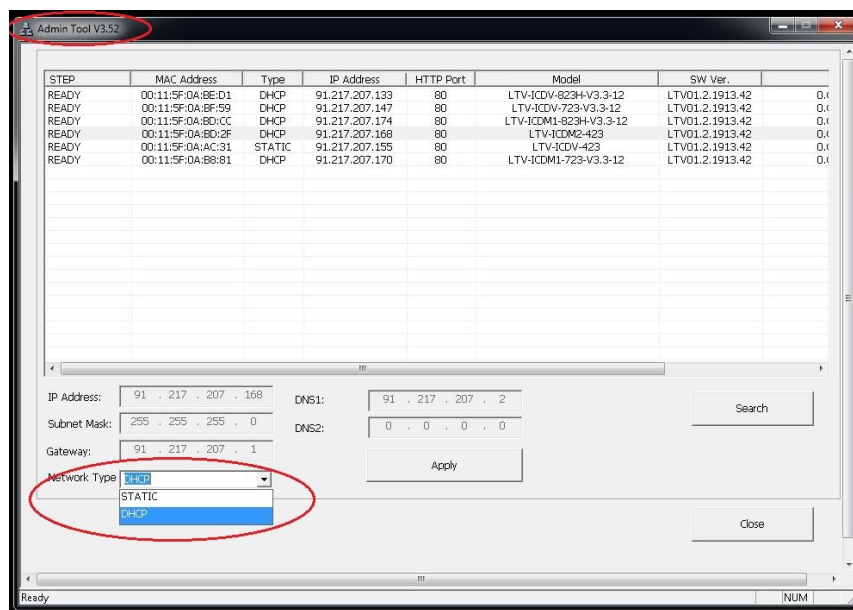 Admin Tool V3.52
STEP MAC Address Type IP Address HTTP Port Model SW Ver.
READY 00:11:5F:0A:BE:D1 DHCP 91.217.207.133 80 LTV-ICDV-823H-V3.3-12 LTV01.2.1913.42 0.(
READY 00:11:5F:0A:BF:59 DHCP 91.217.207.147 80 LTV-ICDV-723-V3.3-12 LTV01.2.1913.42 0.(
READY 00:11:5F:0A:BD:CC DHCP 91.217.207.174 80 LTV-ICDM1-823H-V3.3-12 LTV01.2.1913.42 0.(
READY 00:11:5F:0A:BD:2F DHCP 91.217.207.168 80 LTV-ICDM2-423 LTV01.2.1913.42 0.(
READY 00:11:5F:0A:AC:31 STATIC 91.217.207.155 80 LTV-ICDV-423 LTV01.2.1913.42 0.(
READY 00:11:5F:0A:B8:81 DHCP 91.217.207.170 80 LTV-ICDM1-723-V3.3-12 LTV01.2.1913.42 0.(
IP Address: 91 . 217 . 207 . 168 DNS1: 91 . 217 . 207 . 2
Search
Subnet Mask: 255 . 255 . 255 . 0 DNS2: 0 . 0 . 0 . 0
Gateway: 91 . 217 . 207 . 1
Apply
Network Type DHCP
STATIC
DHCP
Close
Ready NUM